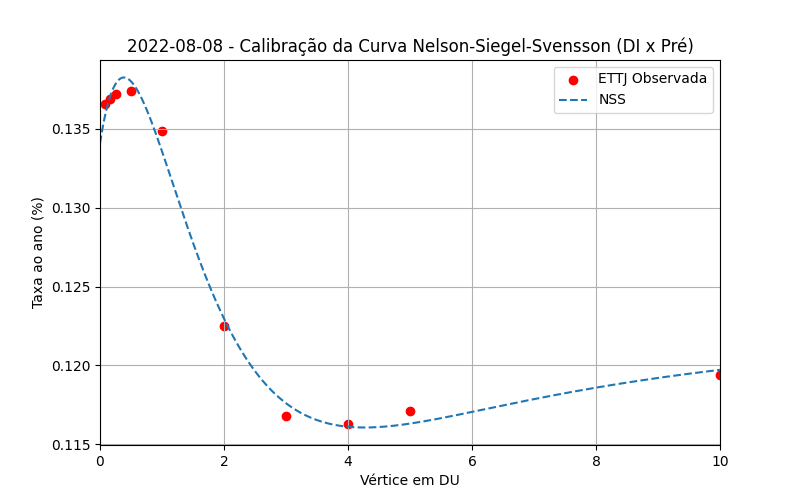 2022-08-08 - Calibração da Curva Nelson-Siegel-Svensson (DI x Pré)
ETTJ Observada
NSS
Taxa ao ano (%)
0.135
0.130
0.125
0.120
0.115
0 2 4 6 8 10
Vértice em DU